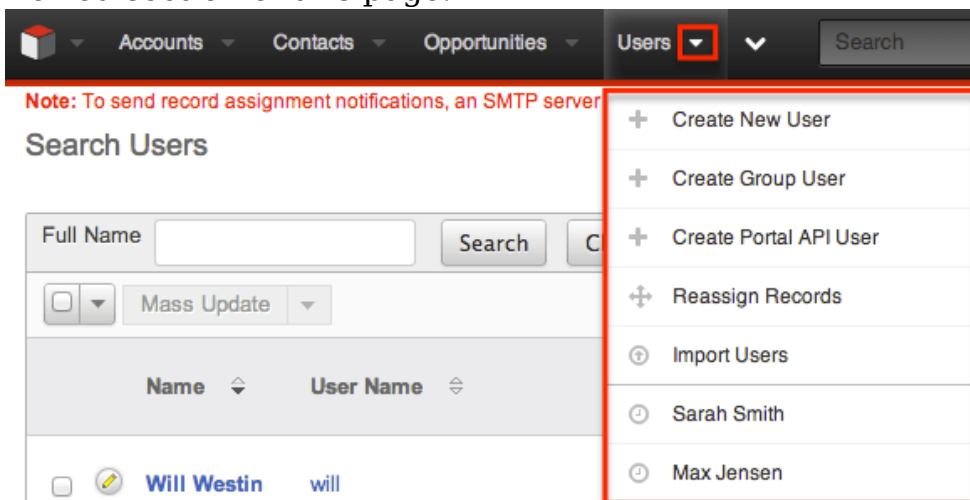 Accounts Contacts Opportunities Users Search
Note: To send record assignment notifications, an SMTP server
Search Users
Create New User
Create Group User
Full Name Search
Create Portal API User
Mass Update
Reassign Records
Import Users
Name User Name
Sarah Smith
Max Jensen
Will Westin will